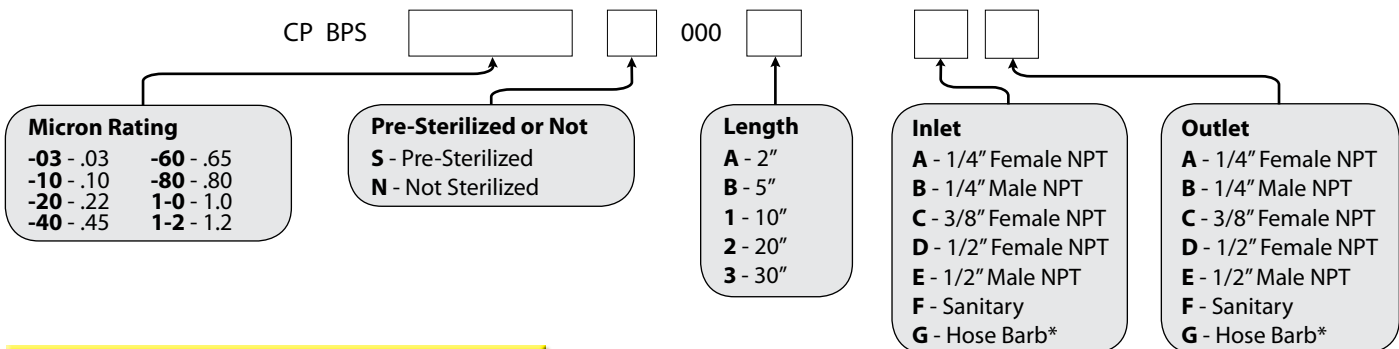 CP BPS 000
Micron Rating
-03 - .03 -60 - .65
-10 - .10 -80 - .80
-20 - .22 1-0 - 1.0
-40 - .45 1-2 - 1.2
Pre-Sterilized or Not
S - Pre-Sterilized
N - Not Sterilized
Length
A - 2”
B - 5”
1 - 10”
2 - 20”
3 - 30”
Inlet
A - 1/4” Female NPT
B - 1/4” Male NPT
C - 3/8” Female NPT
D - 1/2” Female NPT
E - 1/2” Male NPT
F - Sanitary
G - Hose Barb*
Outlet
A - 1/4” Female NPT
B - 1/4” Male NPT
C - 3/8” Female NPT
D - 1/2” Female NPT
E - 1/2” Male NPT
F - Sanitary
G - Hose Barb*